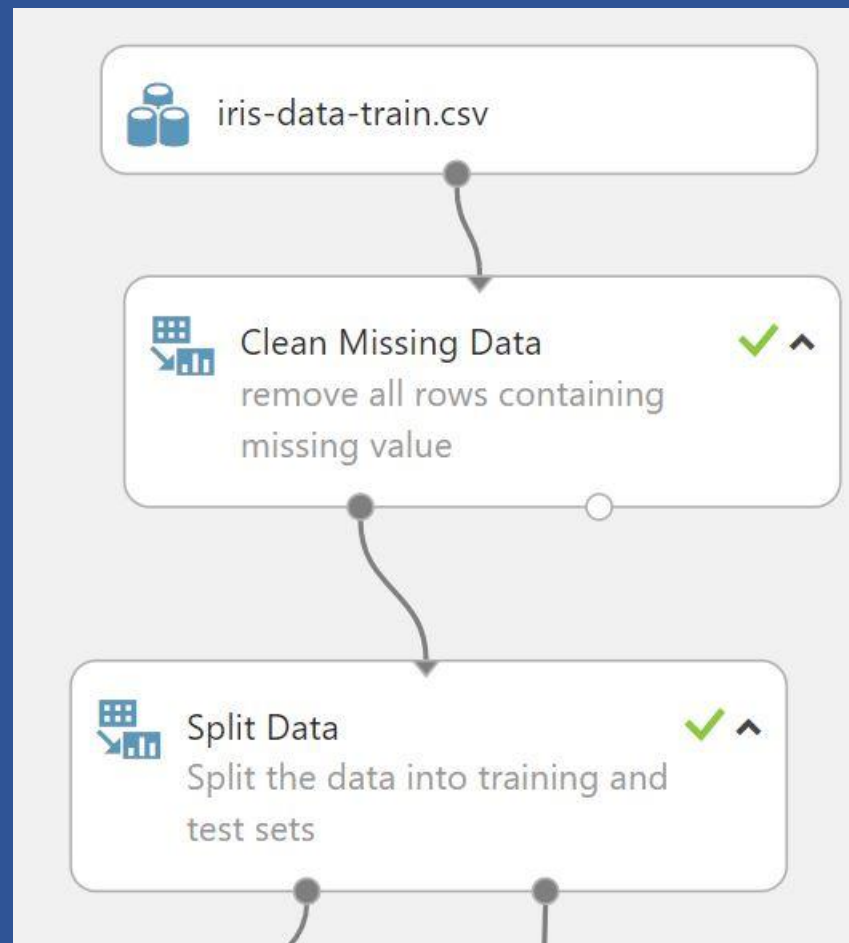 iris-data-train.csv
Clean Missing Data
remove all rows containing
missing value
Split Data
Split the data into training and
test sets